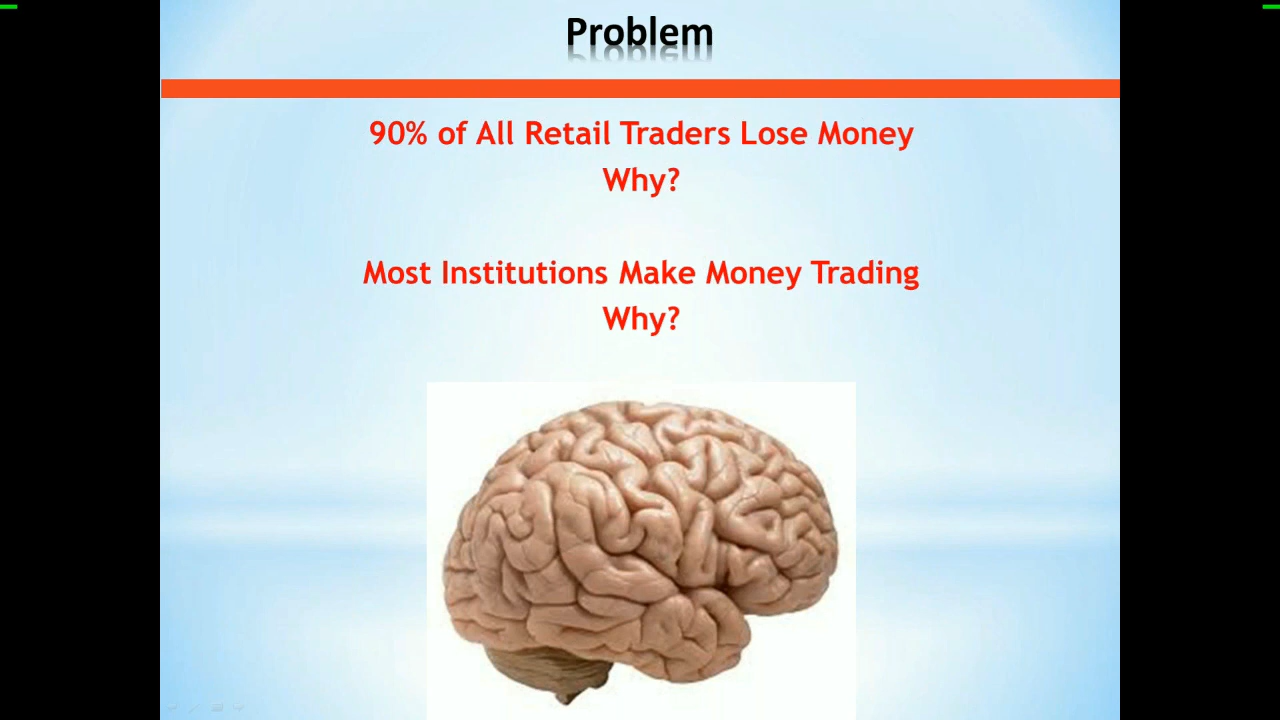 Problem
90% of All Retail Traders Lose Money
Why?
Most Institutions Make Money Trading
Why?